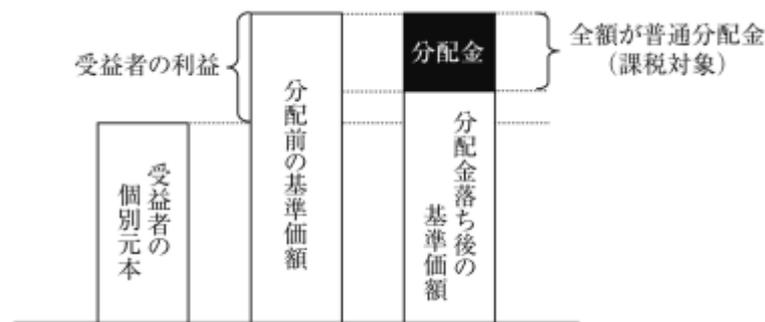 受益者の利益
分配金
全額が普通分配金
(課税対象)
受益者の
個別元本
分配前の基準価額
分配金落ち後の
基準価額